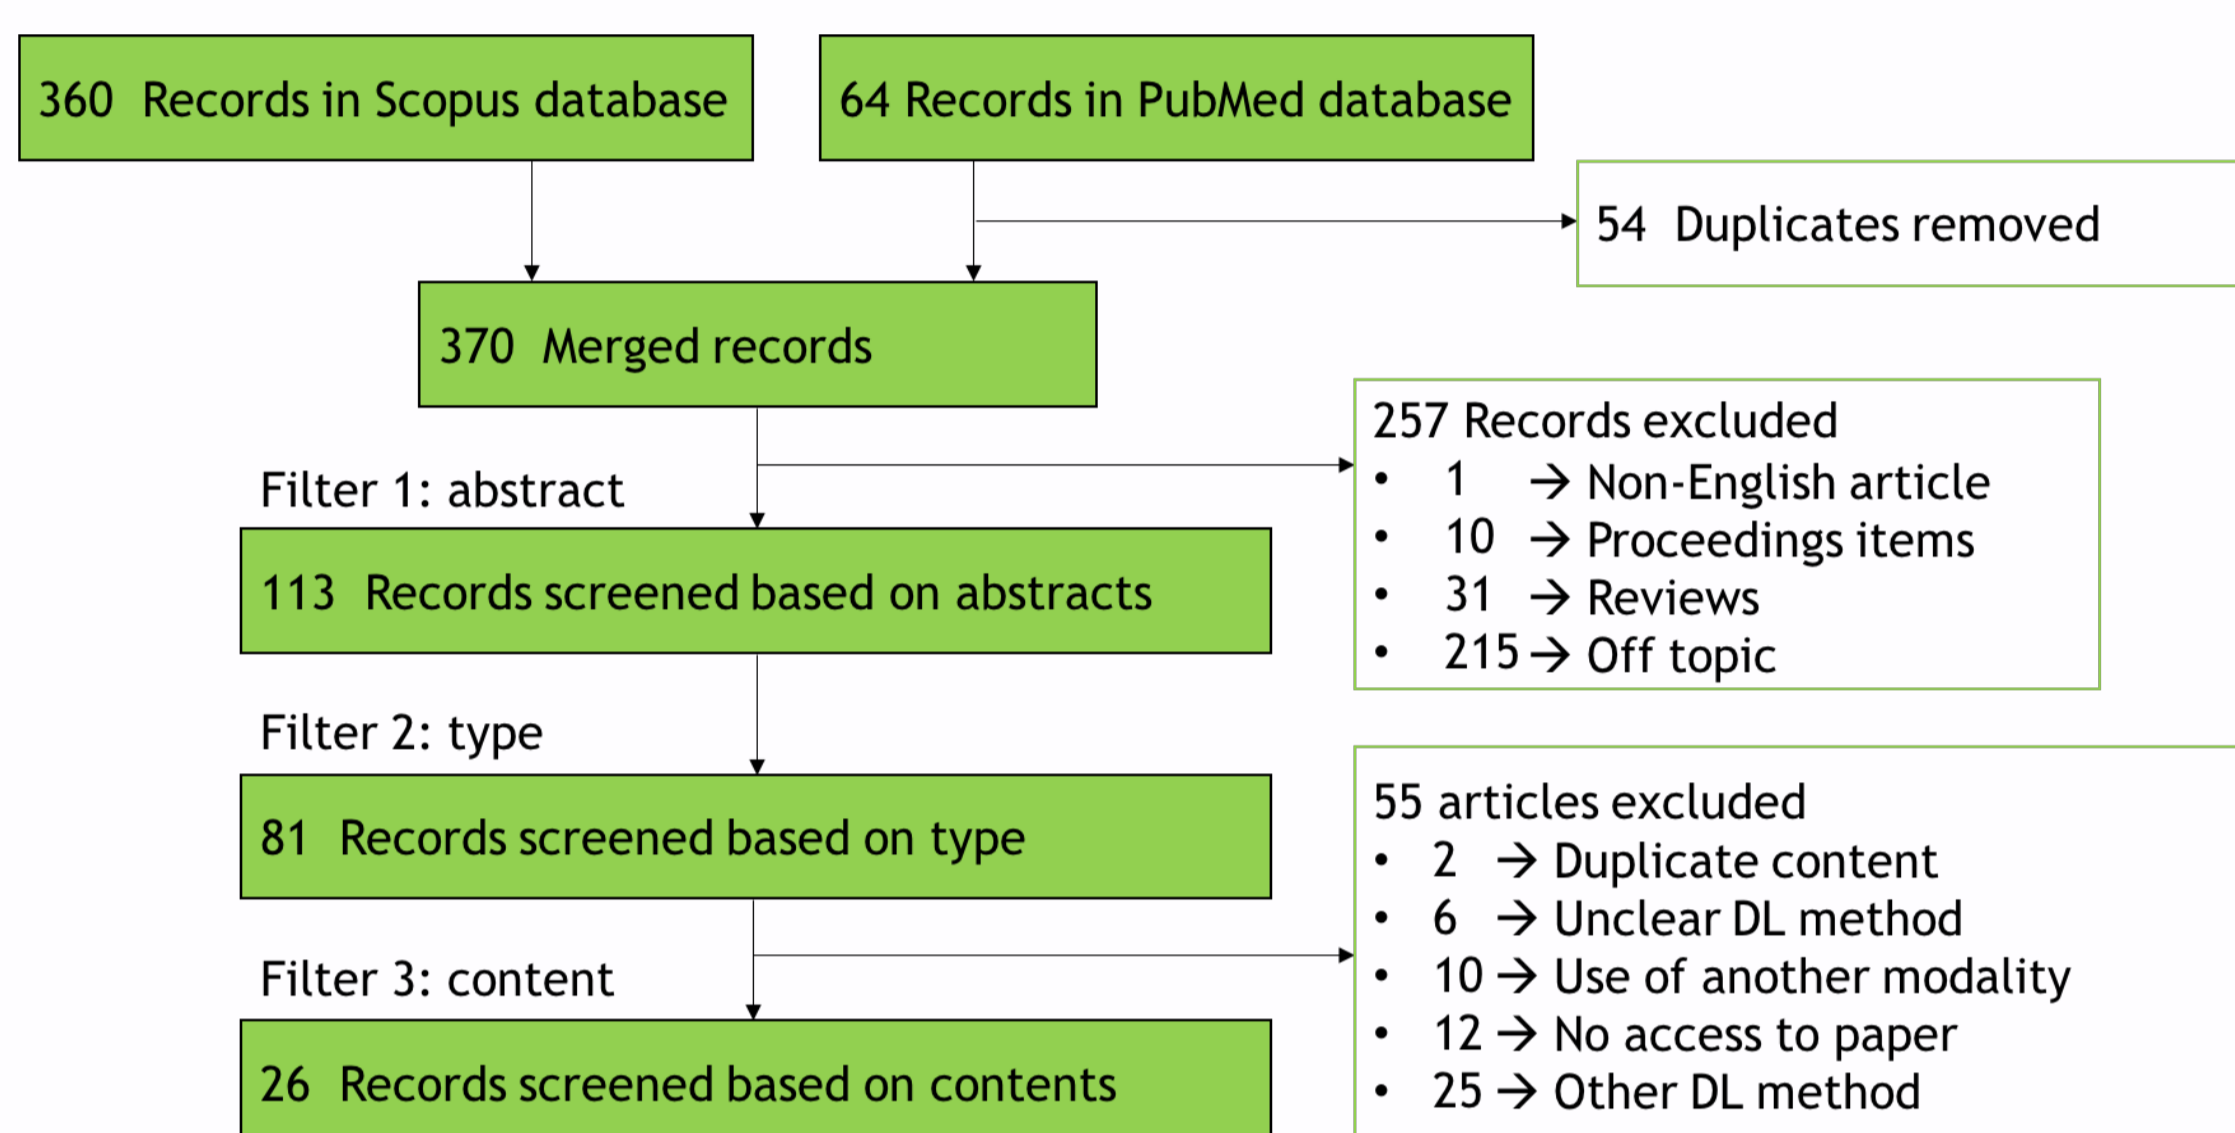 360 Records in Scopus database
64 Records in PubMed database
54 Duplicates removed
370 Merged records
257 Records excluded
• 1 → Non-English article
• 10 → Proceedings items
• 31 → Reviews
• 215 → Off topic
Filter 1: abstract
113 Records screened based on abstracts
Filter 2: type
81 Records screened based on type
55 articles excluded
• 2 → Duplicate content
• 6 → Unclear DL method
• 10 → Use of another modality
• 12 → No access to paper
• 25 → Other DL method
Filter 3: content
26 Records screened based on contents